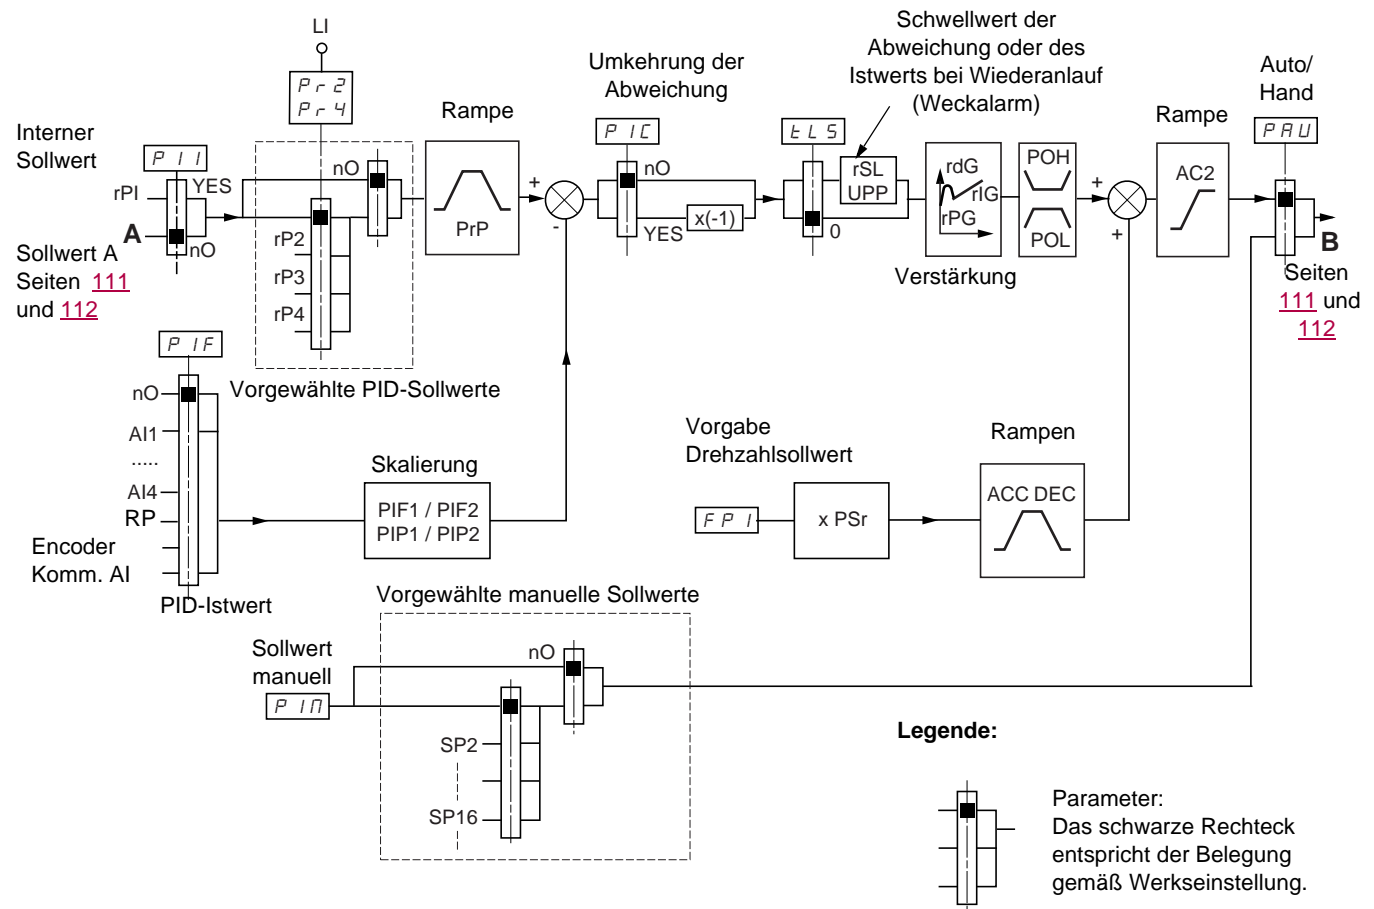 LI
Pr2
Pr4
Interner
Sollwert
PII
rPI
YES
A
nO
Sollwert A
Seiten 111
und 112
nO
rP2
rP3
rP4
Vorgewählte PID-Sollwerte
Rampe
PrP
+
-
Umkehrung der
Abweichung
PIC
nO
YES
x(-1)
tLS
0
Schwellwert der
Abweichung oder des
Istwerts bei Wiederanlauf
(Weckalarm)
rSL
UPP
rdG
rIG
rPG
Verstärkung
POH
POL
+
+
Rampe
AC2
Auto/
Hand
PAU
B
Seiten
111 und
112
PIF
nO
AI1
.....
AI4
RP
Encoder
Komm. AI
PID-Istwert
Skalierung
PIF1 / PIF2
PIP1 / PIP2
Vorgabe
Drehzahlsollwert
FPI
x PSr
Rampen
ACC DEC
Vorgewählte manuelle Sollwerte
Sollwert
manuell
PIM
nO
SP2
SP16
Legende:
Parameter:
Das schwarze Rechteck
entspricht der Belegung
gemäß Werkseinstellung.